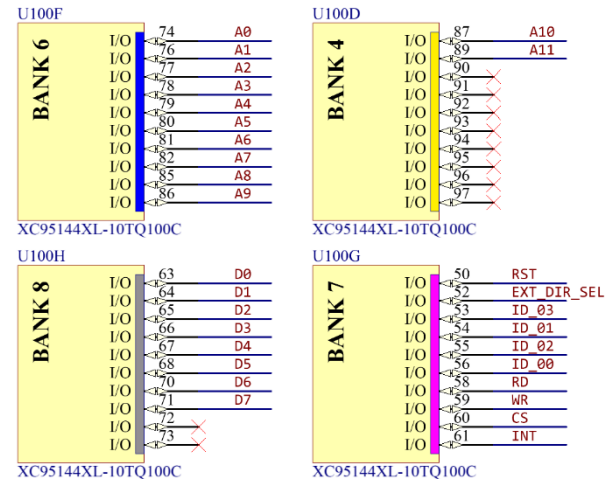 U100F
BANK 6
I/O 74 A0
I/O 76 A1
I/O 77 A2
I/O 78 A3
I/O 79 A4
I/O 80 A5
I/O 81 A6
I/O 82 A7
I/O 85 A8
I/O 86 A9
XC95144XL-10TQ100C
U100D
BANK 4
I/O 87 A10
I/O 89 A11
I/O 90
I/O 91
I/O 92
I/O 93
I/O 94
I/O 95
I/O 96
I/O 97
XC95144XL-10TQ100C
U100H
BANK 8
I/O 63 D0
I/O 64 D1
I/O 65 D2
I/O 66 D3
I/O 67 D4
I/O 68 D5
I/O 70 D6
I/O 71 D7
I/O 72
I/O 73
XC95144XL-10TQ100C
U100G
BANK 7
I/O 50 RST
I/O 52 EXT_DIR_SEL
I/O 53 ID_03
I/O 54 ID_01
I/O 55 ID_02
I/O 56 ID_00
I/O 58 RD
I/O 59 WR
I/O 60 CS
I/O 61 INT
XC95144XL-10TQ100C